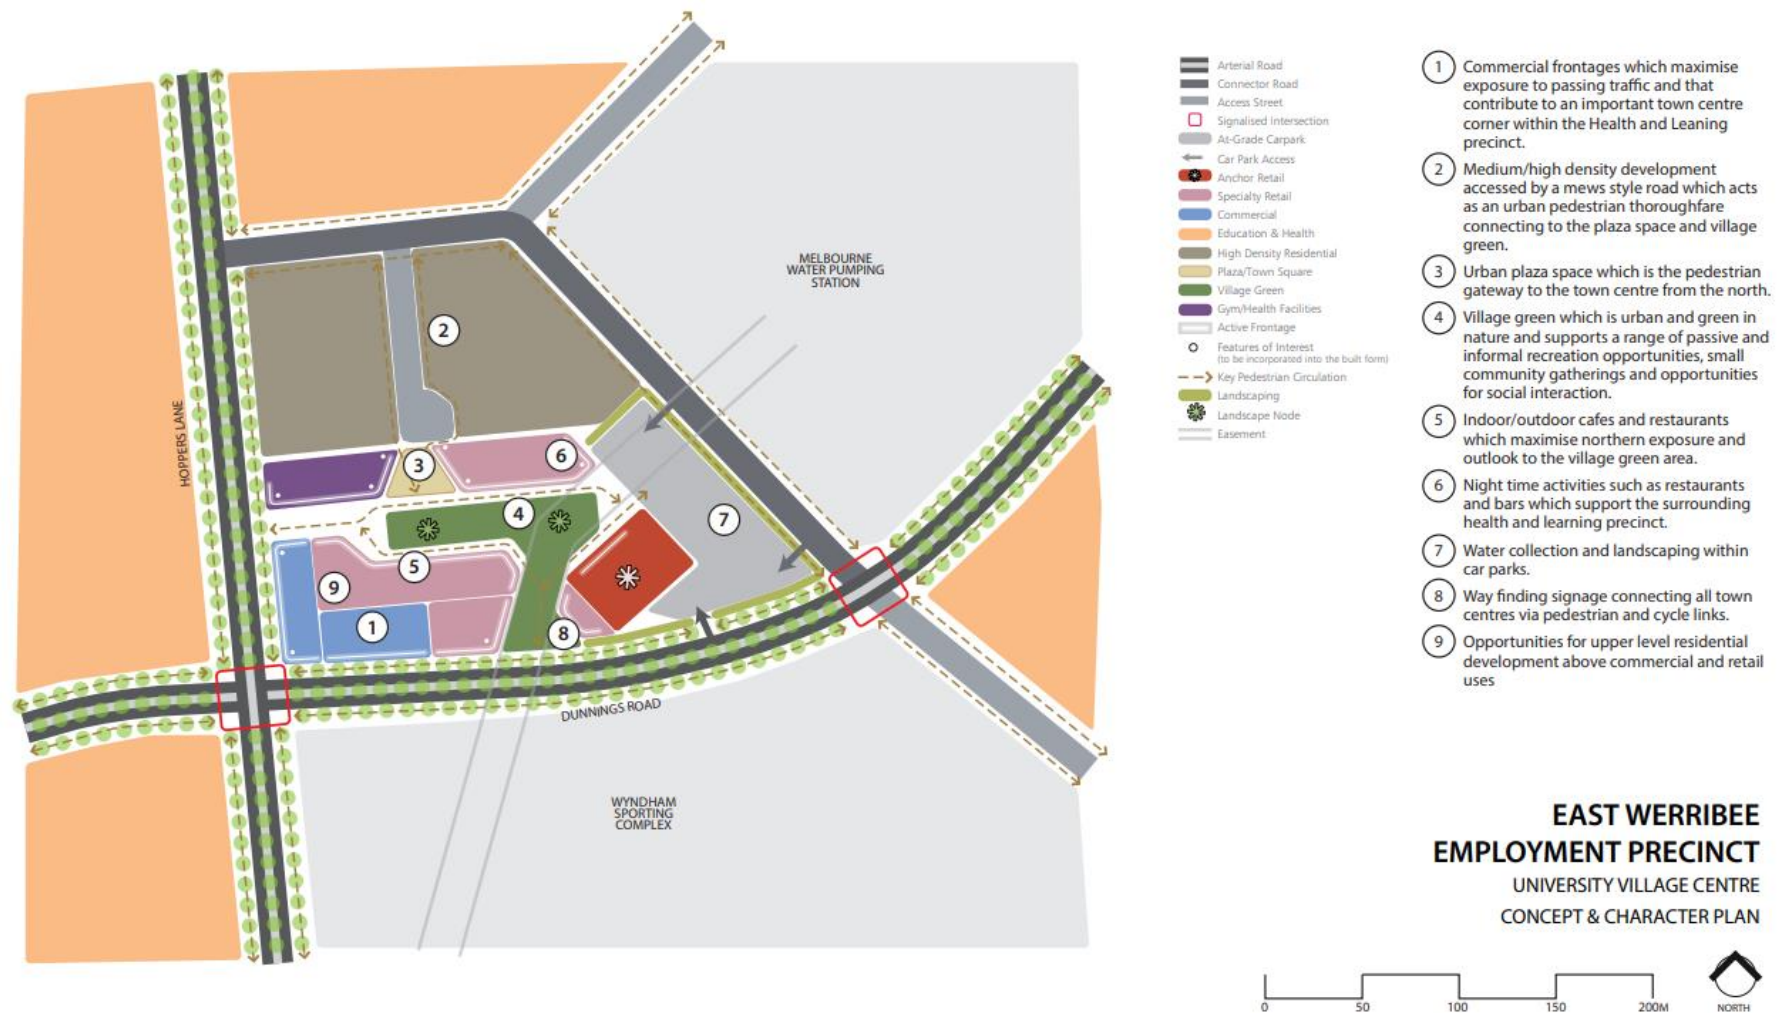 HOPPERS LANE
MELBOURNE
WATER PUMPING
STATION
2
3
6
4
7
5
9
1
8
DUNNINGS ROAD
WYNDHAM
SPORTING
COMPLEX
Arterial Road
Connector Road
Access Street
Signalised Intersection
At-Grade Carpark
Car Park Access
Anchor Retail
Specialty Retail
Commercial
Education & Health
High Density Residential
Plaza/Town Square
Village Green
Gym/Health Facilities
Active Frontage
Features of Interest
(to be incorporated into the built form)
Key Pedestrian Circulation
Landscaping
Landscape Node
Easement
1 Commercial frontages which maximise
exposure to passing traffic and that
contribute to an important town centre
corner within the Health and Leaning
precinct.
2 Medium/high density development
accessed by a mews style road which acts
as an urban pedestrian thoroughfare
connecting to the plaza space and village
green.
3 Urban plaza space which is the pedestrian
gateway to the town centre from the north.
4 Village green which is urban and green in
nature and supports a range of passive and
informal recreation opportunities, small
community gatherings and opportunities
for social interaction.
5 Indoor/outdoor cafes and restaurants
which maximise northern exposure and
outlook to the village green area.
6 Night time activities such as restaurants
and bars which support the surrounding
health and learning precinct.
7 Water collection and landscaping within
car parks.
8 Way finding signage connecting all town
centres via pedestrian and cycle links.
9 Opportunities for upper level residential
development above commercial and retail
uses
EAST WERRIBEE
EMPLOYMENT PRECINCT
UNIVERSITY VILLAGE CENTRE
CONCEPT & CHARACTER PLAN
0 50 100 150 200M
NORTH